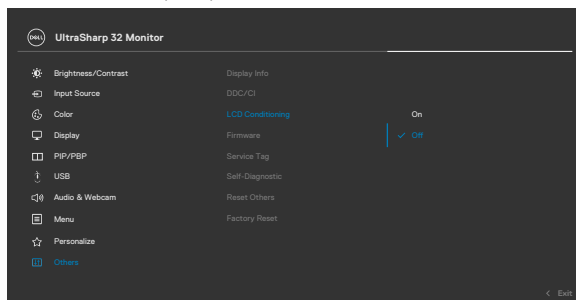 DELL UltraSharp 32 Monitor
Brightness/Contrast Display Info
Input Source DDC/CI
Color LCD Conditioning On
Display Firmware Off
PIP/PBP Service Tag
USB Self-Diagnostic
Audio & Webcam Reset Others
Menu Factory Reset
Personalize
Others
< Exit